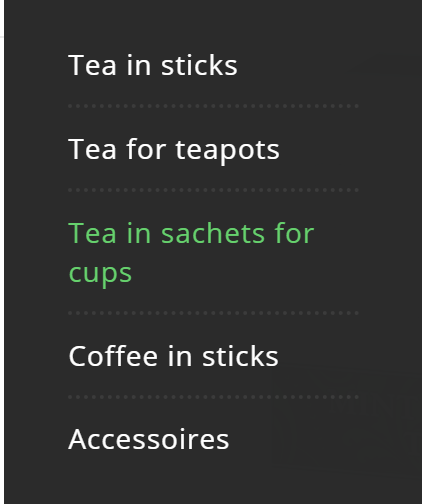 Tea in sticks
Tea for teapots
Tea in sachets for
cups
Coffee in sticks
Accessoires